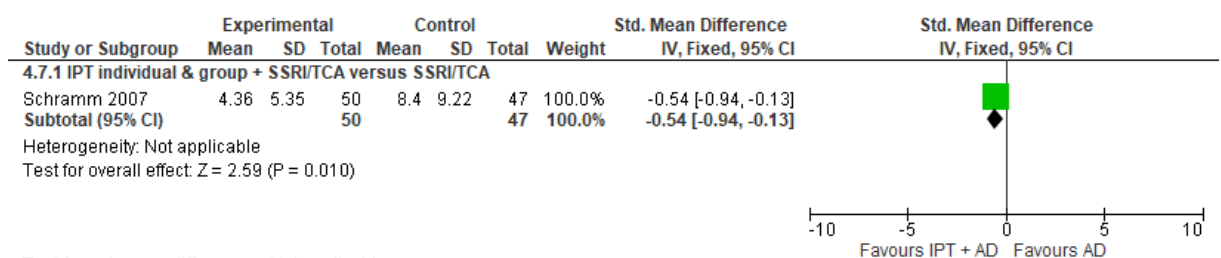 Experimental Control Std. Mean Difference Std. Mean Difference
Study or Subgroup Mean SD Total Mean SD Total Weight IV, Fixed, 95% CI IV, Fixed, 95% CI
4.7.1 IPT individual & group + SSRI/TCA versus SSRI/TCA
Schramm 2007 4.36 5.35 50 8.4 9.22 47 100.0% -0.54 [-0.94, -0.13]
Subtotal (95% CI) 50 47 100.0% -0.54 [-0.94, -0.13]
Heterogeneity: Not applicable
Test for overall effect: Z = 2.59 (P = 0.010)
-10 -5 0 5 10
Favours IPT + AD Favours AD